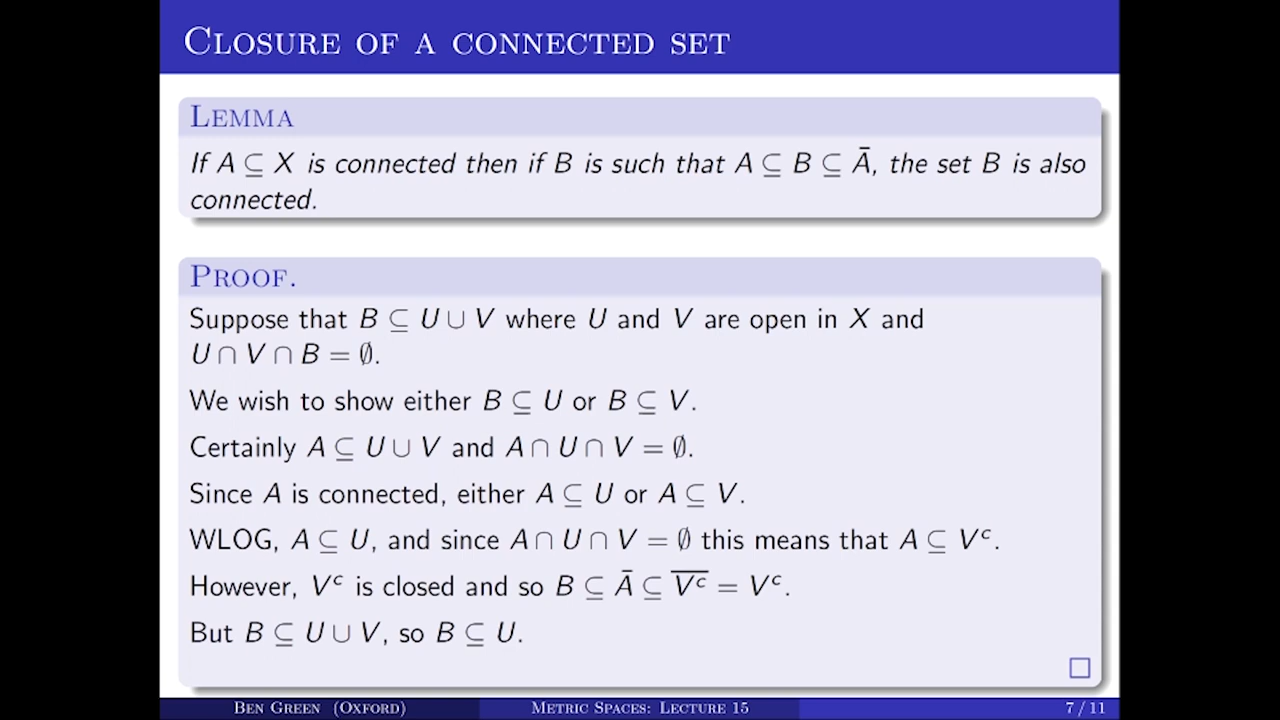 CLOSURE OF A CONNECTED SET
LEMMA
If A ⊆ X is connected then if B is such that A ⊆ B ⊆ Ā, the set B is also
connected.
PROOF.
Suppose that B ⊆ U ∪ V where U and V are open in X and
U ∩ V ∩ B = ∅.
We wish to show either B ⊆ U or B ⊆ V.
Certainly A ⊆ U ∪ V and A ∩ U ∩ V = ∅.
Since A is connected, either A ⊆ U or A ⊆ V.
WLOG, A ⊆ U, and since A ∩ U ∩ V = ∅ this means that A ⊆ Vᶜ.
However, Vᶜ is closed and so B ⊆ Ā ⊆ V̅ᶜ̅ = Vᶜ.
But B ⊆ U ∪ V, so B ⊆ U.
□
BEN GREEN (OXFORD) METRIC SPACES: LECTURE 15 7 / 11